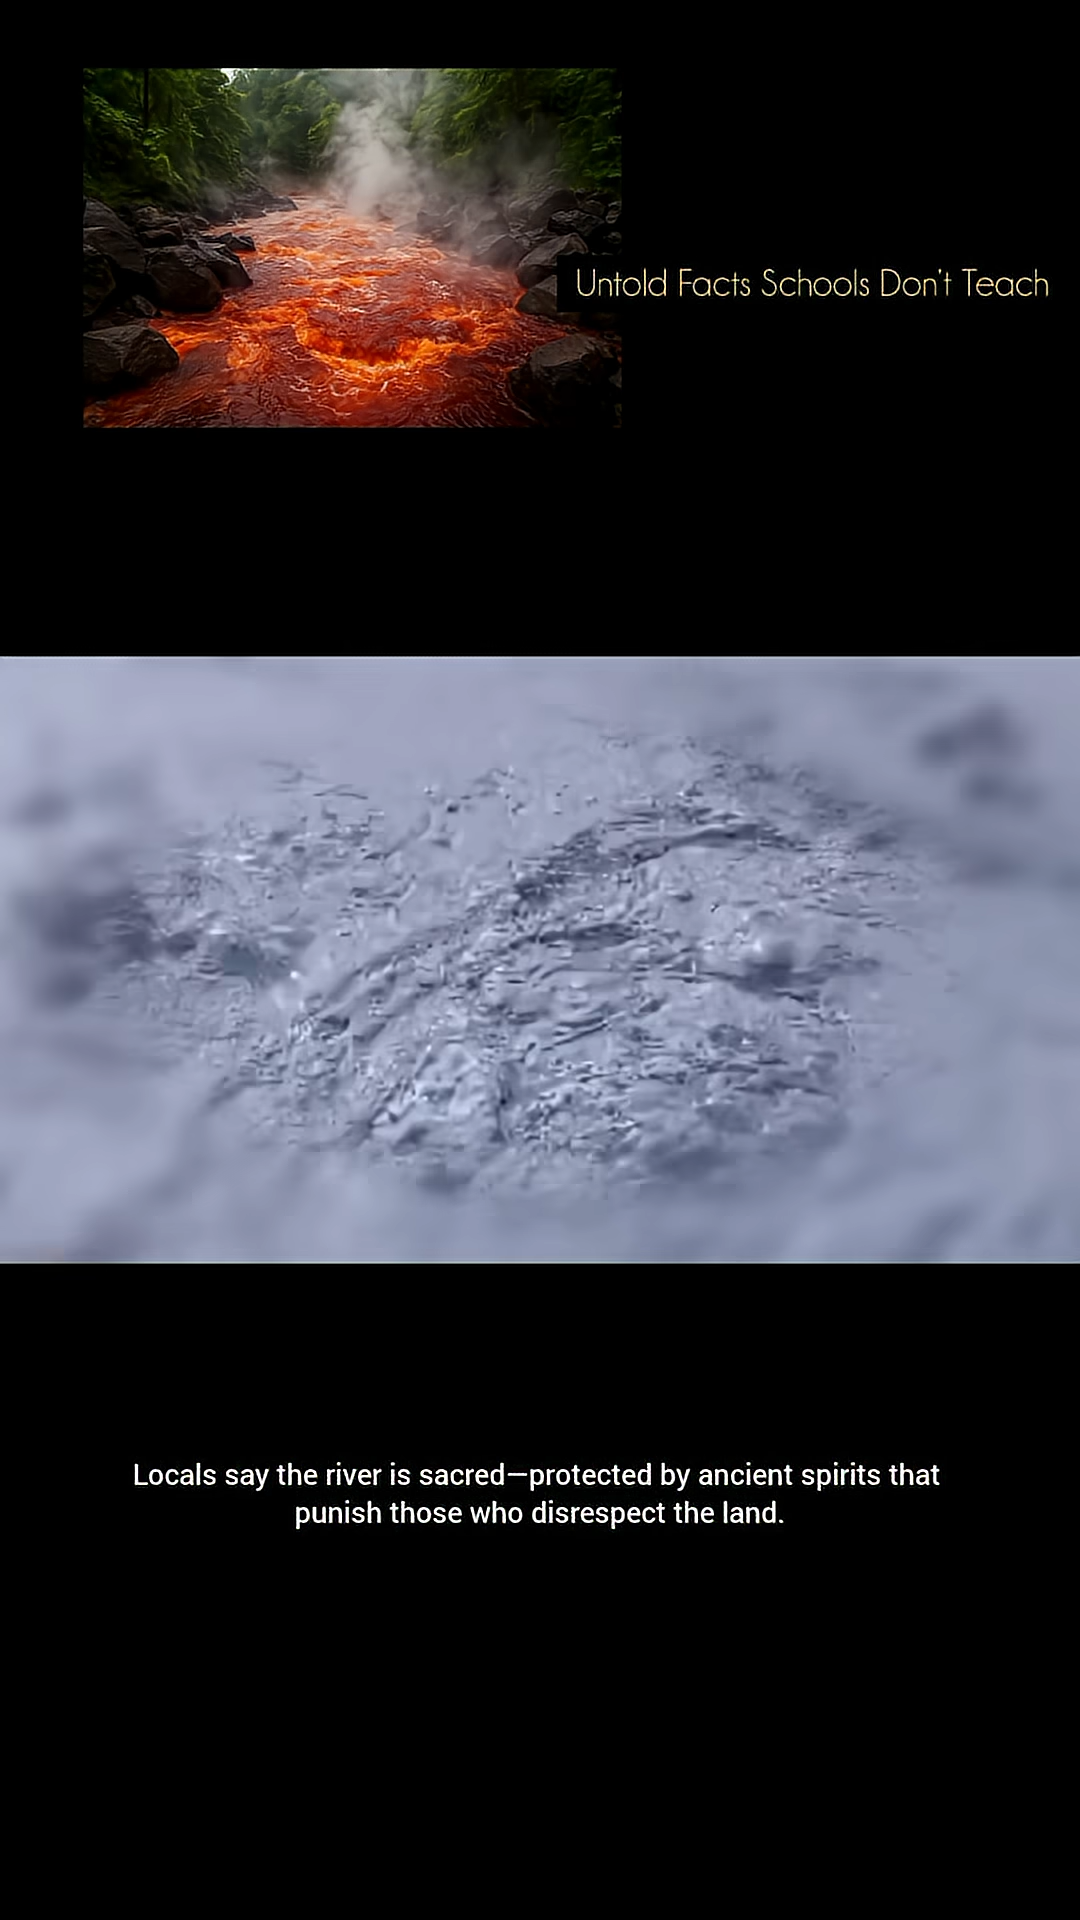 Untold Facts Schools Don't Teach
Locals say the river is sacred—protected by ancient spirits that
punish those who disrespect the land.